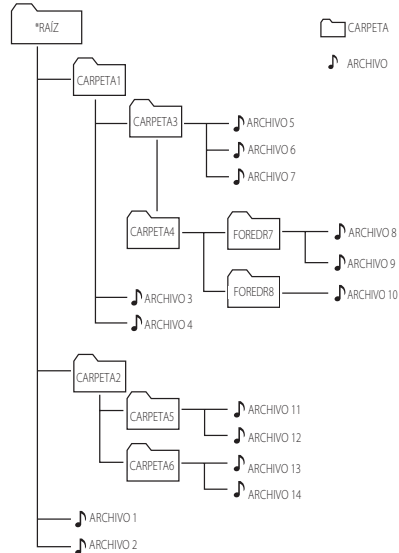 *RAÍZ
CARPETA
ARCHIVO
CARPETA1
CARPETA3
ARCHIVO 5
ARCHIVO 6
ARCHIVO 7
CARPETA4
FOREDR7
ARCHIVO 8
ARCHIVO 9
FOREDR8
ARCHIVO 10
ARCHIVO 3
ARCHIVO 4
CARPETA2
CARPETA5
ARCHIVO 11
ARCHIVO 12
CARPETA6
ARCHIVO 13
ARCHIVO 14
ARCHIVO 1
ARCHIVO 2